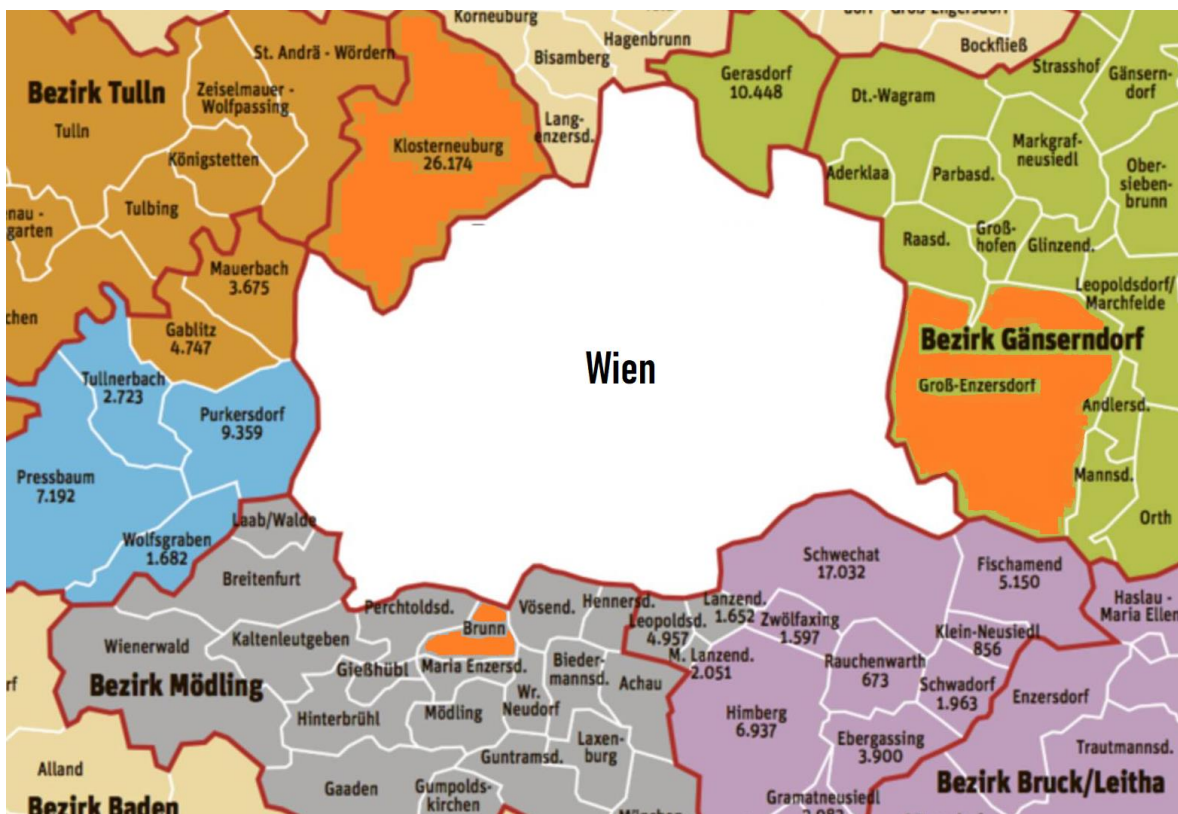 Korneuburg
Bisamberg
Hagenbrunn
Bockfließ
Lang-
enzersd.
St. Andrä - Wördern
Zeiselmauer -
Wolfpassing
Bezirk Tulln
Tulln
Königstetten
Tulbing
Klosterneuburg
26.174
Gerasdorf
10.448
Strasshof
Gänsern-
dorf
Dt.-Wagram
Markgraf-
neusiedl
Aderklaa
Parbasd.
Ober-
sieben-
brunn
Raasd.
Groß-
hofen
Glinzend.
Leopoldsdorf/
Marchfelde
Bezirk Gänserndorf
Groß-Enzersdorf
Andlersd.
Mannsd.
Orth
nau -
garten
chen
Mauerbach
3.675
Gablitz
4.747
Tullnerbach
2.723
Purkersdorf
9.359
Pressbaum
7.192
Wolfsgraben
1.682
Wien
Laab/Walde
Breitenfurt
Perchtoldsd.
Brunn
Vösend.
Hennersd.
Wienerwald
Kaltenleutgeben
Gießhübl
Maria Enzersd.
Bieder-
mannsd.
Achau
Bezirk Mödling
Hinterbrühl
Mödling
Wr.
Neudorf
Laxen-
burg
Guntramsd.
Gaaden
Gumpolds-
kirchen
München
Leopoldsd.
4.957
Lanzend.
1.652
M. Lanzend.
2.051
Zwölfaxing
1.597
Schwechat
17.032
Fischamend
5.150
Klein-Neusiedl
856
Rauchenwarth
673
Schwadorf
1.963
Himberg
6.937
Ebergassing
3.900
Gramatneusiedl
Haslau -
Maria Ellen
Enzersdorf
Trautmannsd.
Bezirk Bruck/Leitha
rf
Alland
Bezirk Baden